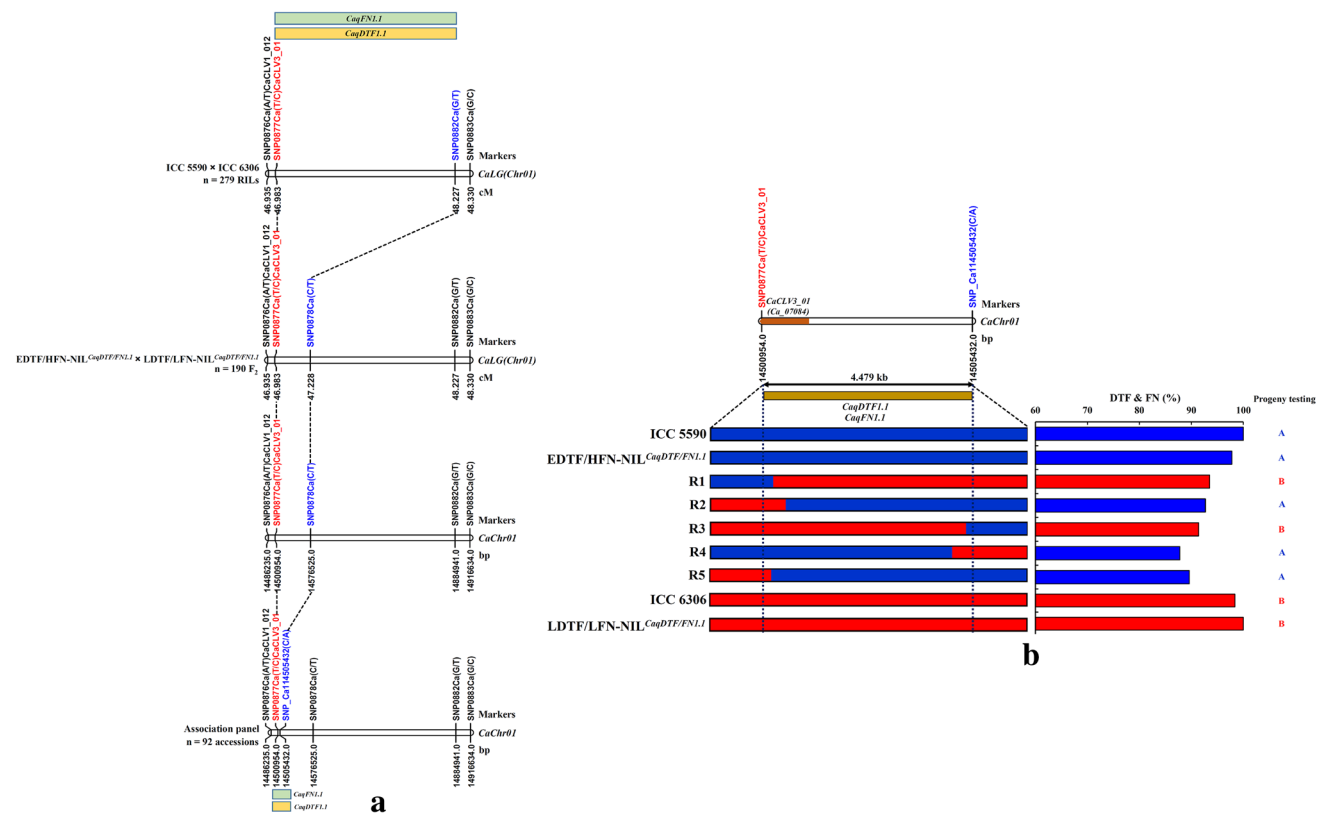 CaqFN1.1
CaqDTF1.1
SNP0876Ca(A/T)CaCLV1_012
SNP0877Ca(T/C)CaCLV3_01
SNP0882Ca(G/T)
SNP0883Ca(G/C)
Markers
ICC 5590 × ICC 6306
n = 279 RILs
CaLG(Chr01)
cM
46.935
46.983
48.227
48.330
SNP0876Ca(A/T)CaCLV1_012
SNP0877Ca(T/C)CaCLV3_01
SNP0878Ca(C/T)
SNP0882Ca(G/T)
SNP0883Ca(G/C)
Markers
EDTF/HFN-NIL CaqDTF/FN1.1 × LDTF/LFN-NIL CaqDTF/FN1.1
n = 190 F2
CaLG(Chr01)
cM
46.935
46.983
47.228
48.227
48.330
SNP0876Ca(A/T)CaCLV1_012
SNP0877Ca(T/C)CaCLV3_01
SNP0878Ca(C/T)
SNP0882Ca(G/T)
SNP0883Ca(G/C)
Markers
CaChr01
bp
14486235.0
14500954.0
14576525.0
14884941.0
14916634.0
SNP0876Ca(A/T)CaCLV1_012
SNP0877Ca(T/C)CaCLV3_01
SNP_Ca114505432(C/A)
SNP0878Ca(C/T)
SNP0882Ca(G/T)
SNP0883Ca(G/C)
Markers
Association panel
n = 92 accessions
CaChr01
bp
14486235.0
14500954.0
14505432.0
14576525.0
14884941.0
14916634.0
CaqFN1.1
CaqDTF1.1
a
SNP0877Ca(T/C)CaCLV3_01
SNP_Ca114505432(C/A)
CaCLV3_01
(Ca_07084)
Markers
CaChr01
bp
14500954.0
14505432.0
4.479 kb
CaqDTF1.1
CaqFN1.1
DTF & FN (%)
Progeny testing
60 70 80 90 100
ICC 5590 A
EDTF/HFN-NIL CaqDTF/FN1.1 A
R1 B
R2 A
R3 B
R4 A
R5 A
ICC 6306 B
LDTF/LFN-NIL CaqDTF/FN1.1 B
b